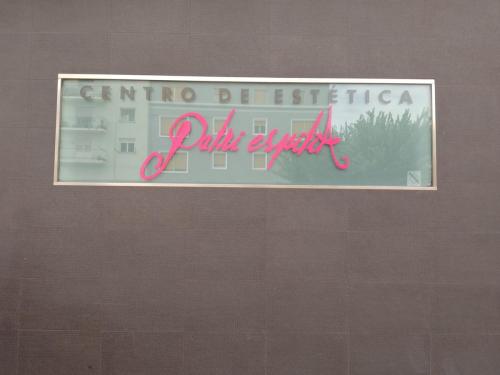 CENTRO DE ESTÉTICA
Patri